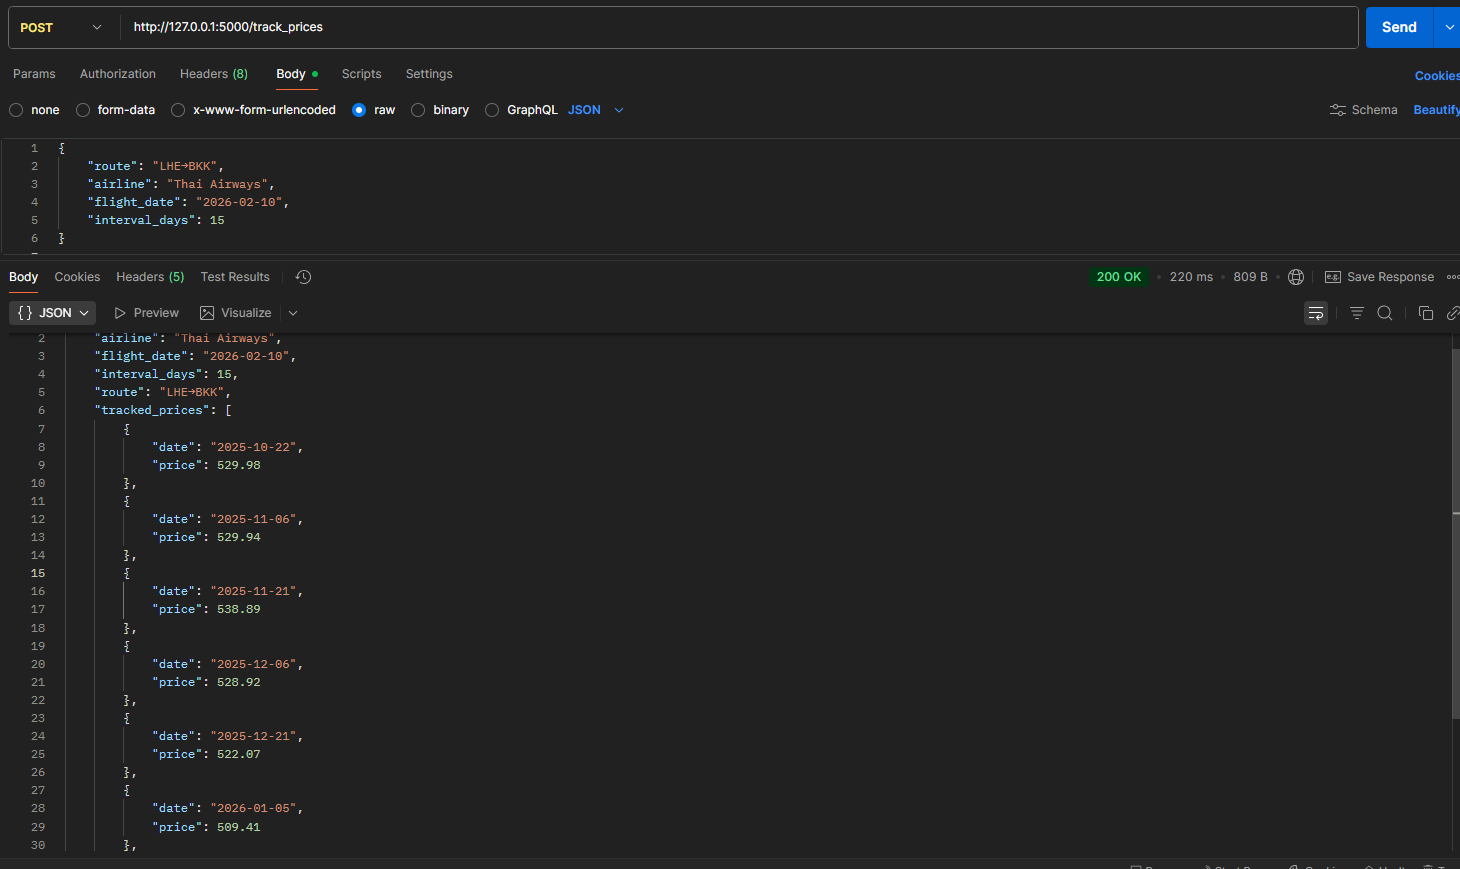 POST http://127.0.0.1:5000/track_prices Send
Params Authorization Headers (8) Body Scripts Settings Cookies
none form-data x-www-form-urlencoded raw binary GraphQL JSON Schema Beautify
1 {
2 "route": "LHE→BKK",
3 "airline": "Thai Airways",
4 "flight_date": "2026-02-10",
5 "interval_days": 15
6 }
Body Cookies Headers (5) Test Results 200 OK • 220 ms • 809 B • e.g. Save Response
{} JSON Preview Visualize
2 "airline": "Thai Airways",
3 "flight_date": "2026-02-10",
4 "interval_days": 15,
5 "route": "LHE→BKK",
6 "tracked_prices": [
7 {
8 "date": "2025-10-22",
9 "price": 529.98
10 },
11 {
12 "date": "2025-11-06",
13 "price": 529.94
14 },
15 {
16 "date": "2025-11-21",
17 "price": 538.89
18 },
19 {
20 "date": "2025-12-06",
21 "price": 528.92
22 },
23 {
24 "date": "2025-12-21",
25 "price": 522.07
26 },
27 {
28 "date": "2026-01-05",
29 "price": 509.41
30 },